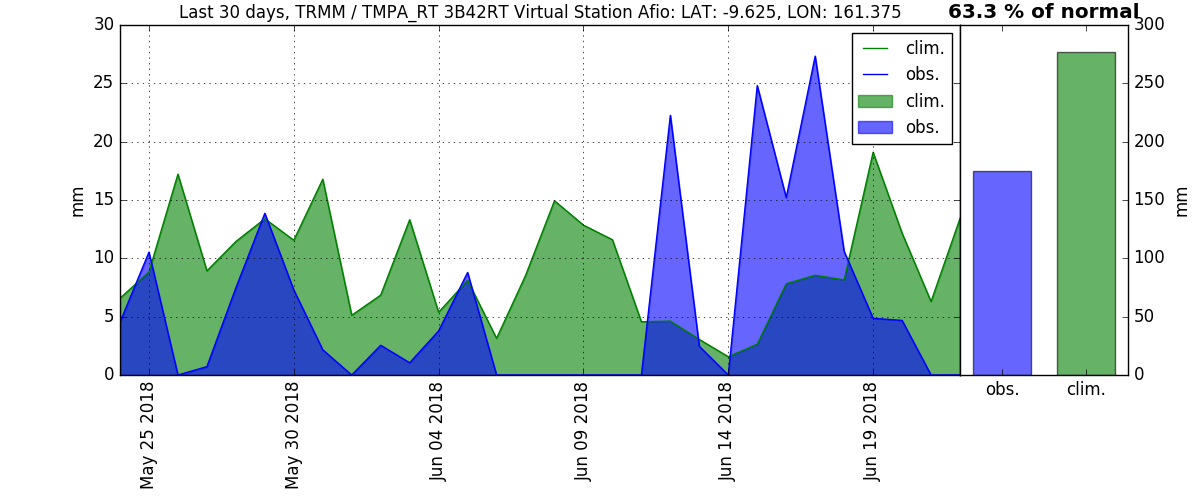 Last 30 days, TRMM / TMPA_RT 3B42RT Virtual Station Afio: LAT: -9.625, LON: 161.375
63.3 % of normal
30
25
20
15
10
5
0
mm
clim.
obs.
clim.
obs.
300
250
200
150
100
50
0
mm
May 25 2018
May 30 2018
Jun 04 2018
Jun 09 2018
Jun 14 2018
Jun 19 2018
obs.
clim.